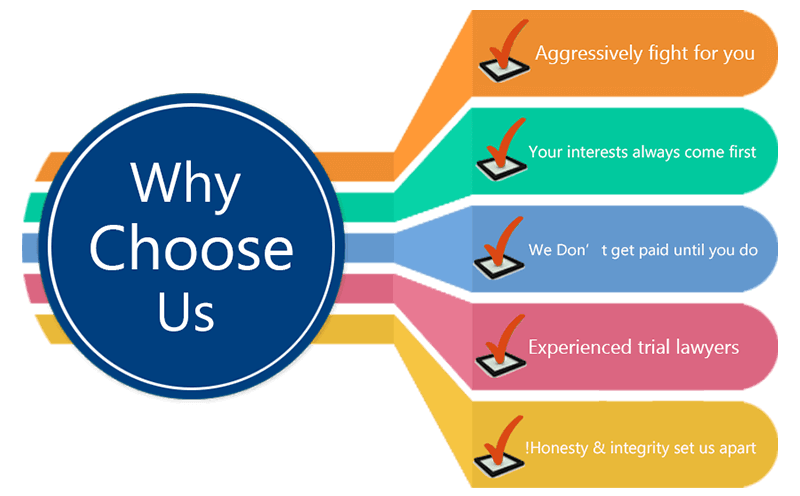 Why
Choose
Us
Aggressively fight for you
Your interests always come first
We Don’t get paid until you do
Experienced trial lawyers
!Honesty & integrity set us apart